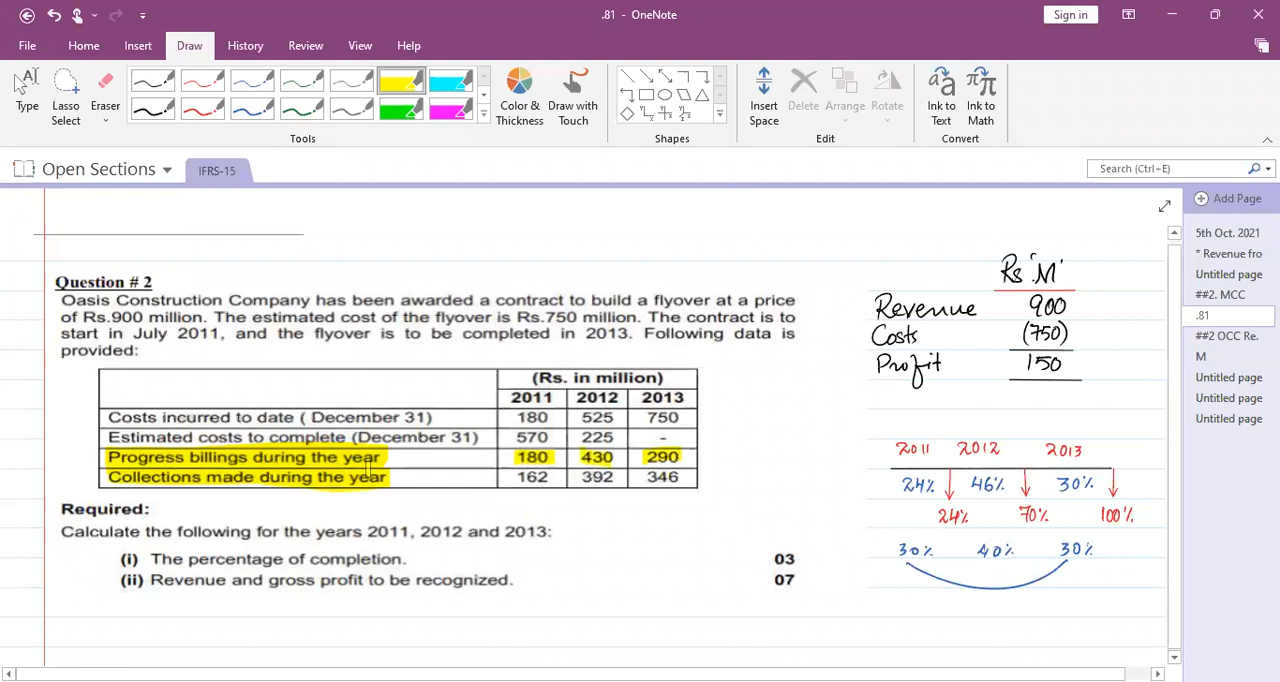 .81 - OneNote
Sign in
File Home Insert Draw History Review View Help
Type
Lasso Select
Eraser
Color & Thickness
Draw with Touch
Insert Space
Delete
Arrange
Rotate
Ink to Text
Ink to Math
Tools
Shapes
Edit
Convert
Open Sections
IFRS-15
Search (Ctrl+E)
Add Page
5th Oct. 2021
* Revenue fro
Untitled page
##2. MCC
.81
##2 OCC Re.
M
Untitled page
Untitled page
Untitled page
Question # 2
Oasis Construction Company has been awarded a contract to build a flyover at a price
of Rs.900 million. The estimated cost of the flyover is Rs.750 million. The contract is to
start in July 2011, and the flyover is to be completed in 2013. Following data is
provided:
(Rs. in million)
2011 2012 2013
Costs incurred to date ( December 31) 180 525 750
Estimated costs to complete (December 31) 570 225 -
Progress billings during the year 180 430 290
Collections made during the year 162 392 346
Required:
Calculate the following for the years 2011, 2012 and 2013:
(i) The percentage of completion. 03
(ii) Revenue and gross profit to be recognized. 07
Rs 'M'
Revenue 900
Costs (750)
Profit 150
2011 2012 2013
24% 46% 30%
24% 70% 100%
30% 40% 30%